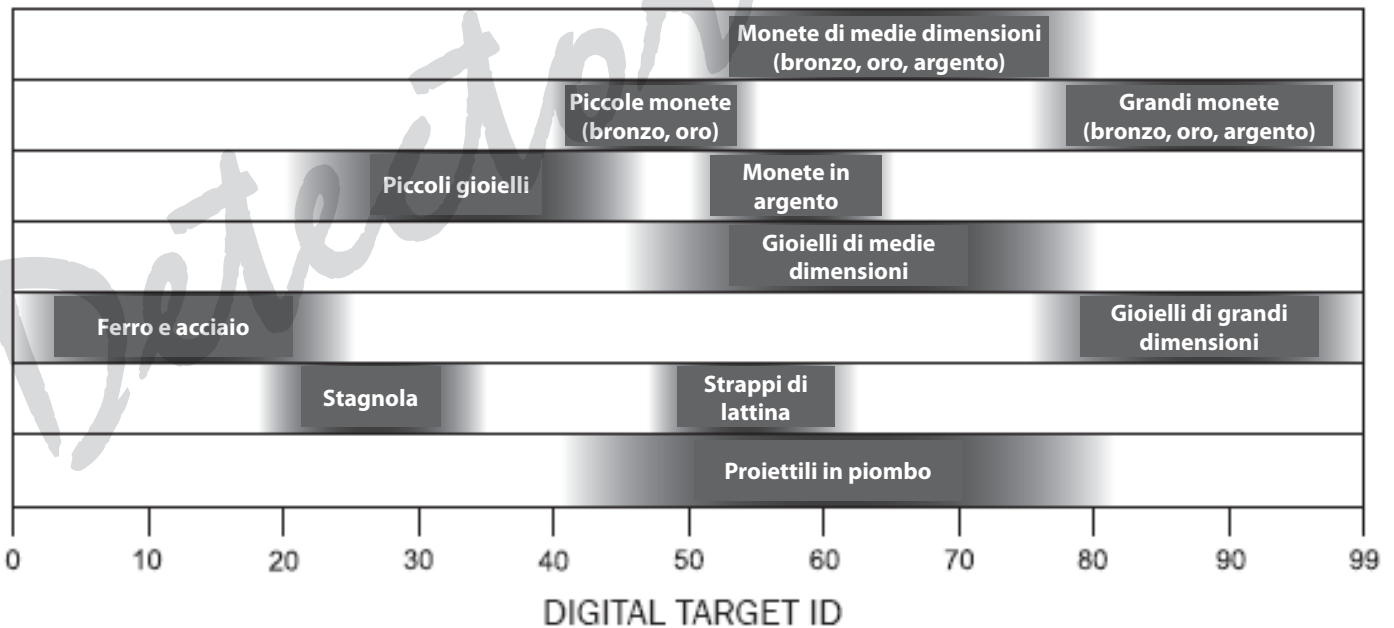 Monete di medie dimensioni
(bronzo, oro, argento)
Piccole monete
(bronzo, oro)
Grandi monete
(bronzo, oro, argento)
Piccoli gioielli
Monete in
argento
Gioielli di medie
dimensioni
Ferro e acciaio
Gioielli di grandi
dimensioni
Stagnola
Strappi di
lattina
Proiettili in piombo
0 10 20 30 40 50 60 70 80 90 99
DIGITAL TARGET ID
Detector